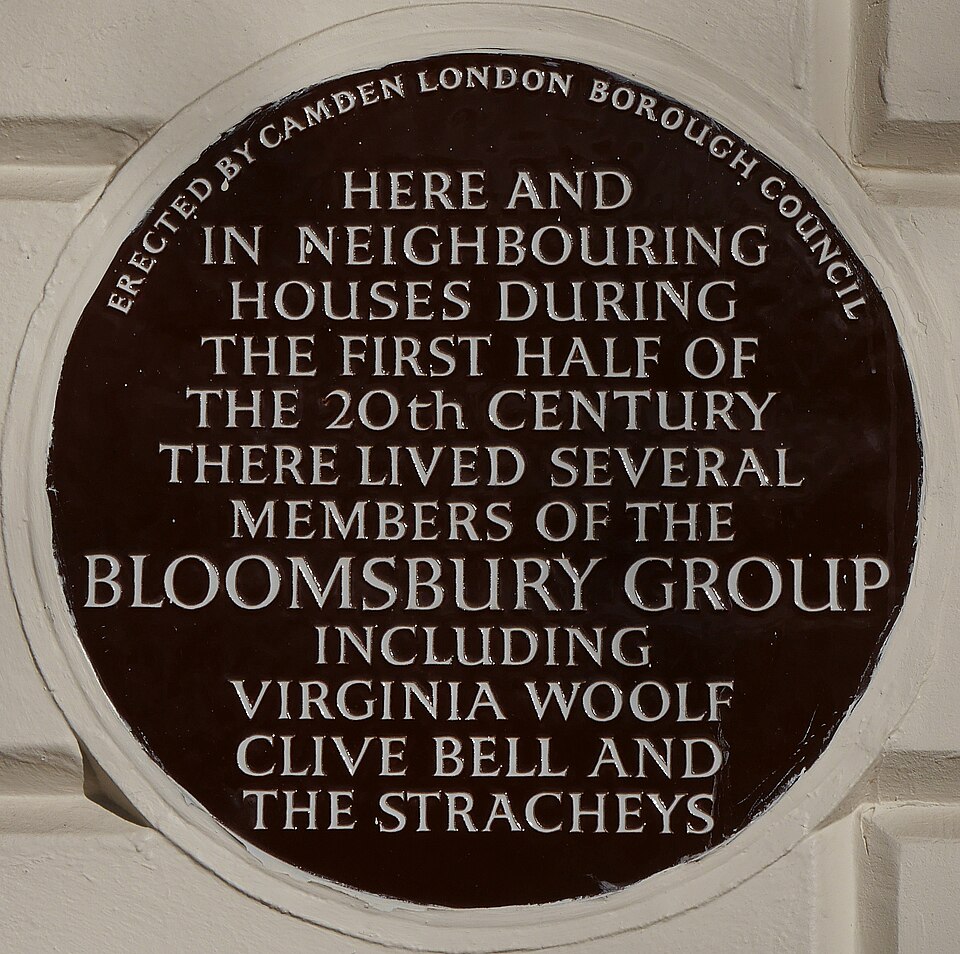 ERECTED BY CAMDEN LONDON BOROUGH COUNCIL
HERE AND
IN NEIGHBOURING
HOUSES DURING
THE FIRST HALF OF
THE 20th CENTURY
THERE LIVED SEVERAL
MEMBERS OF THE
BLOOMSBURY GROUP
INCLUDING
VIRGINIA WOOLF
CLIVE BELL AND
THE STRACHEYS